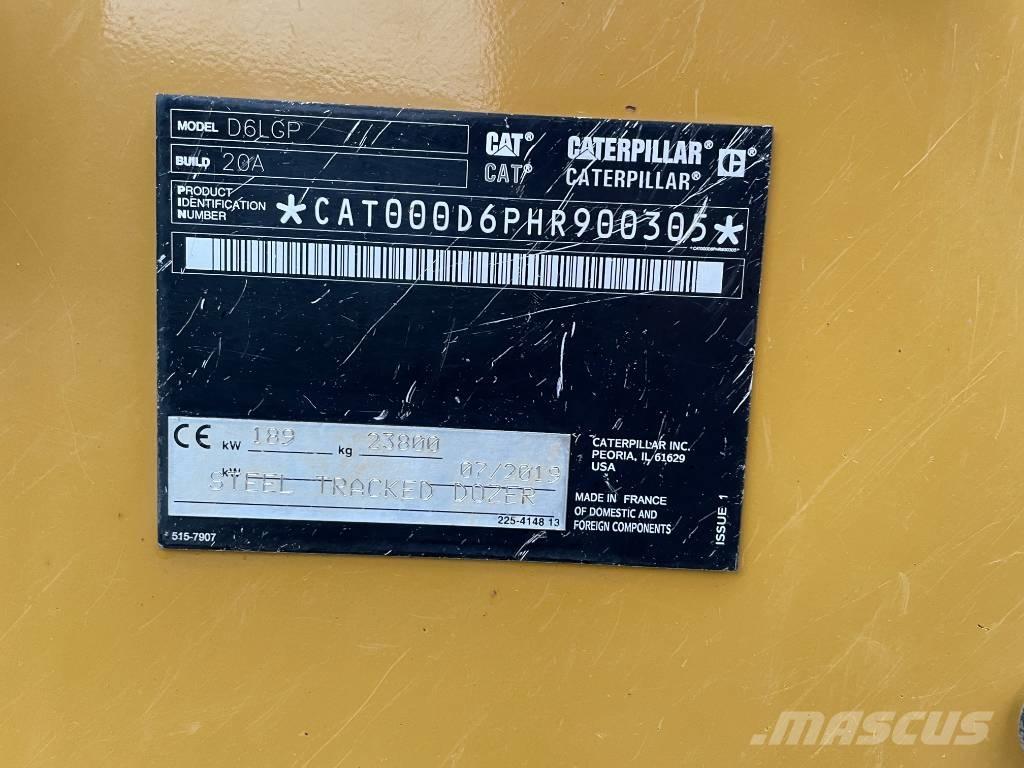 MODEL D6LGP
BUILD 20A
CAT® CATERPILLAR®
CAT® CATERPILLAR®
PRODUCT
IDENTIFICATION
NUMBER
*CAT000D6PHR900305*
*CAT000D6PHR900305*
CE kW 189 kg 23800
kW 07/2019
STEEL TRACKED DOZER
225-4148 13
CATERPILLAR INC.
PEORIA, IL 61629
USA
MADE IN FRANCE
OF DOMESTIC AND
FOREIGN COMPONENTS
ISSUE 1
515-7907
MASCUS